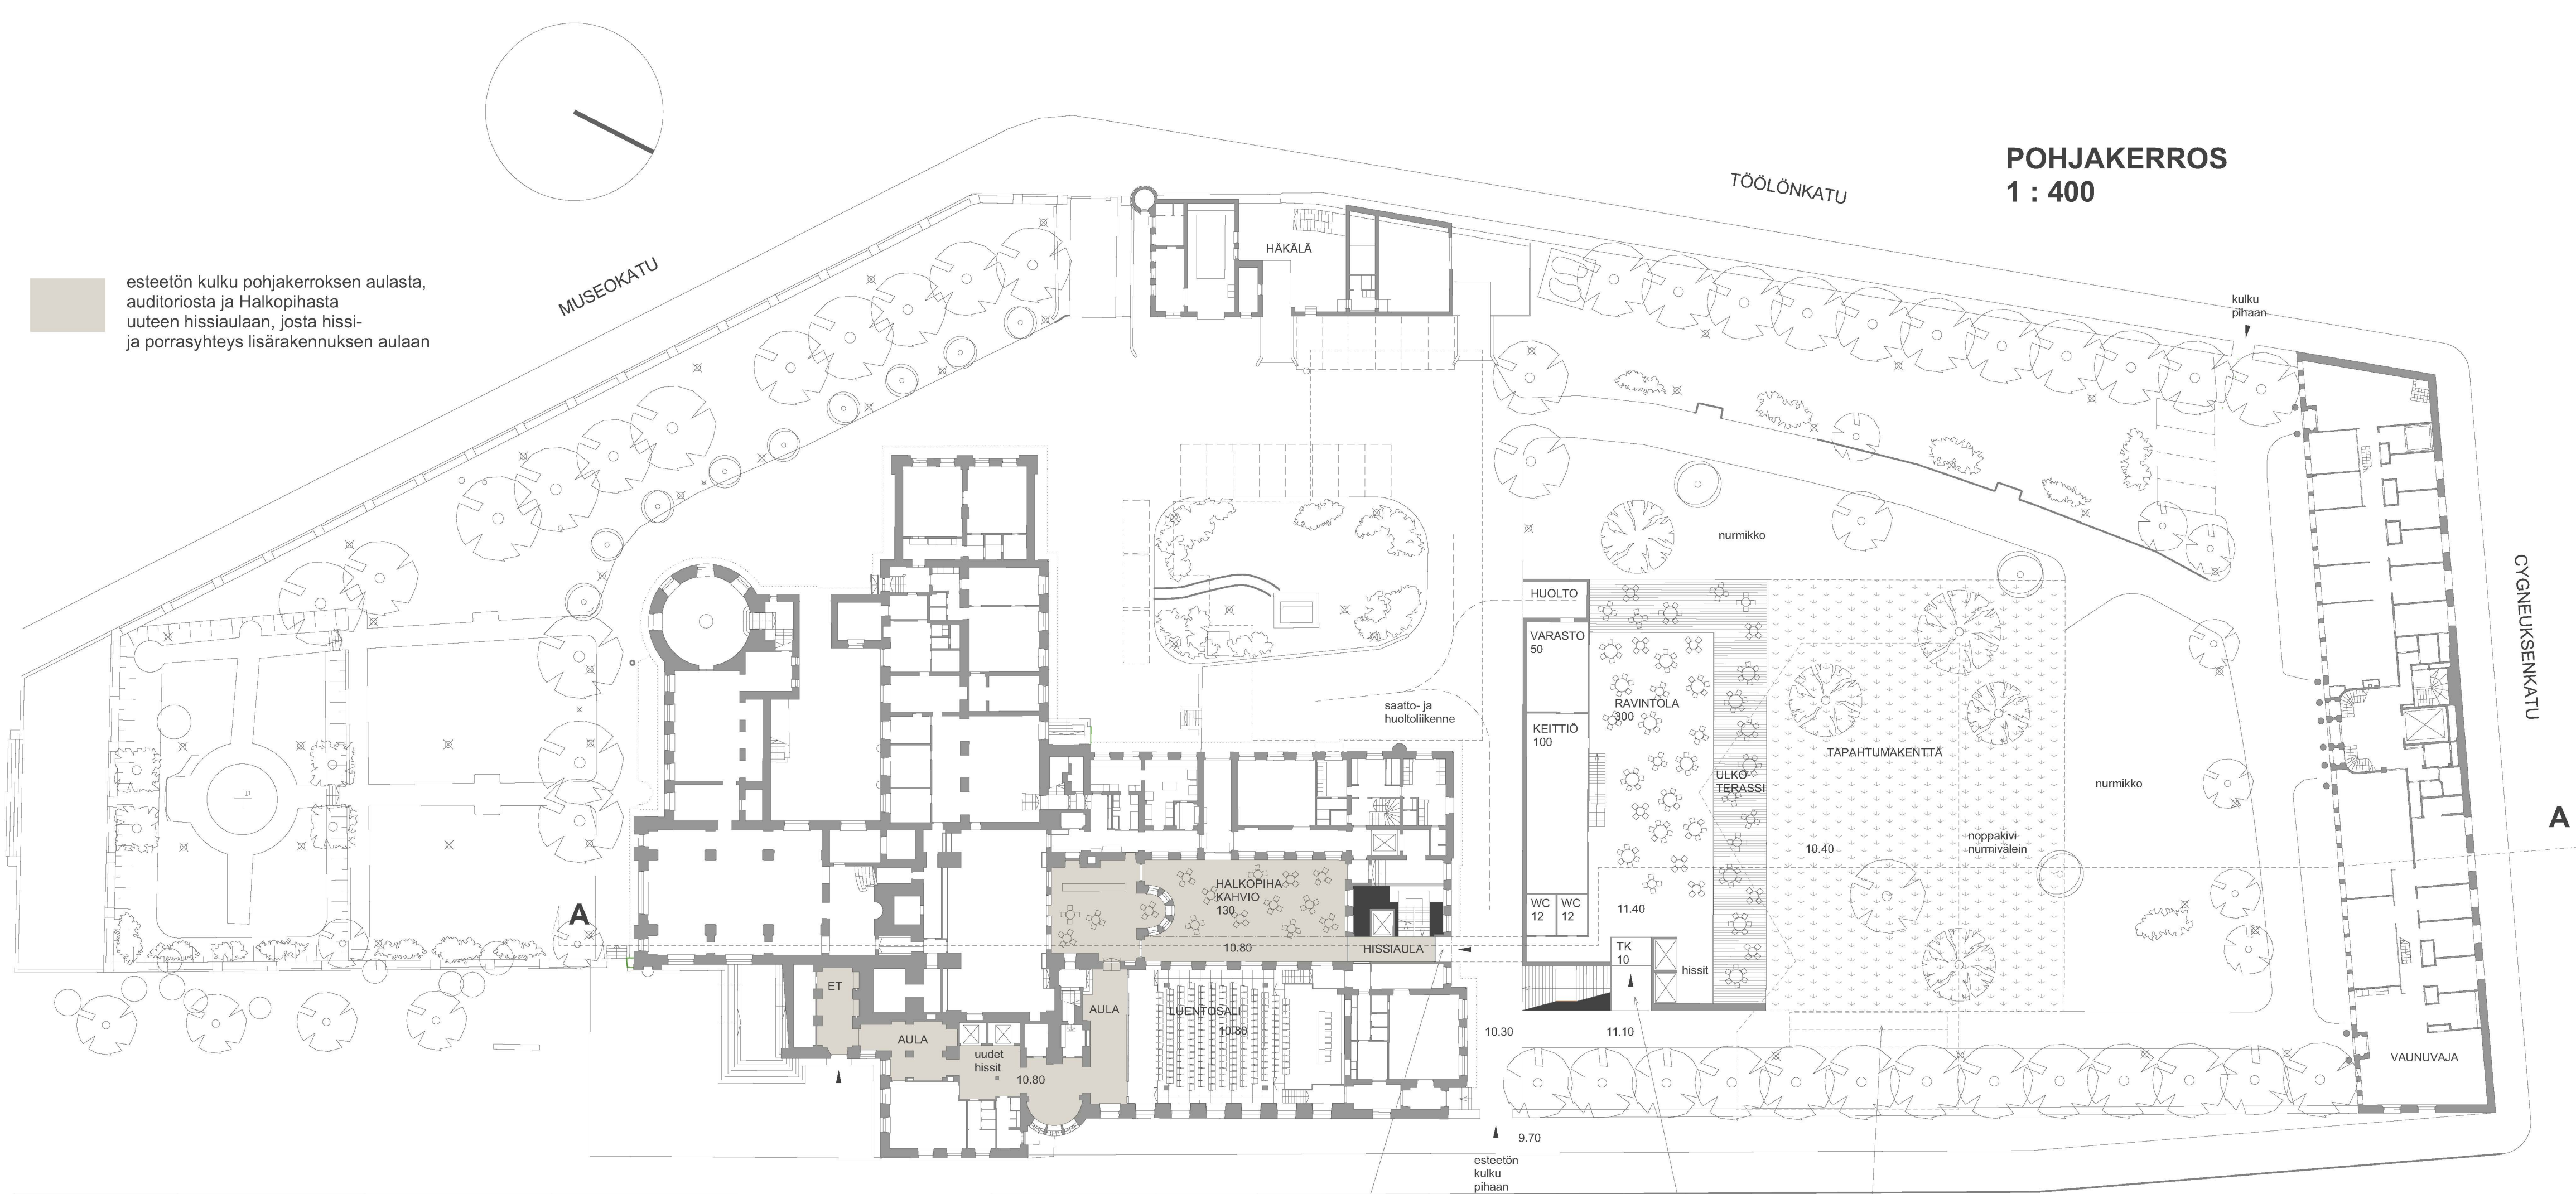 POHJAKERROS
1 : 400
TÖÖLÖNKATU
MUSEOKATU
CYGNEUKSENKATU
esteetön kulku pohjakerroksen aulasta,
auditoriosta ja Halkopihasta
uuteen hissiaulaan, josta hissi-
ja porrasyhteys lisärakennuksen aulaan
HÄKÄLÄ
kulku
pihaan
nurmikko
HUOLTO
VARASTO
50
KEITTIÖ
100
RAVINTOLA
300
ULKO-
TERASSI
TAPAHTUMAKENTTÄ
nurmikko
saatto- ja
huoltoliikenne
A
noppakivi
nurmivälein
10.40
HALKOPIHA
KAHVIO
130
WC
12
WC
12
11.40
A
10.80
HISSIAULA
TK
10
hissit
ET
AULA
LUENTOSALI
10.80
AULA
uudet
hissit
10.80
10.30
11.10
VAUNUVAJA
9.70
esteetön
kulku
pihaan